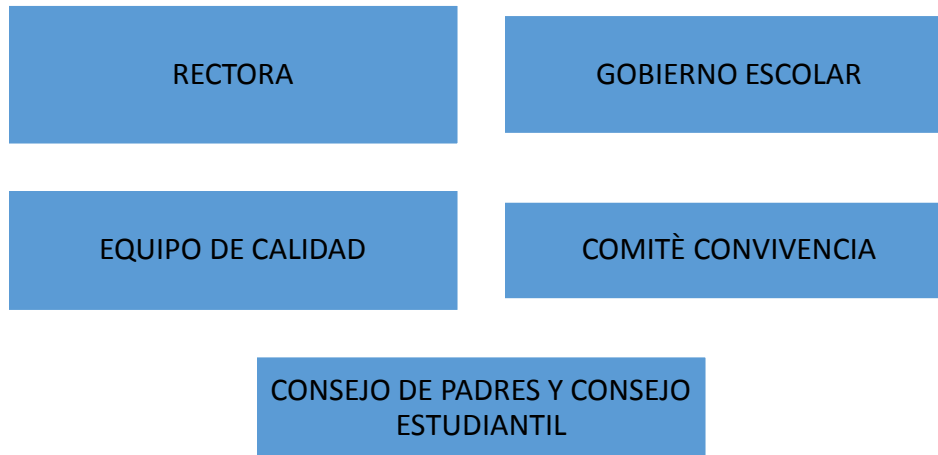 RECTORA
GOBIERNO ESCOLAR
EQUIPO DE CALIDAD
COMITÈ CONVIVENCIA
CONSEJO DE PADRES Y CONSEJO
ESTUDIANTIL